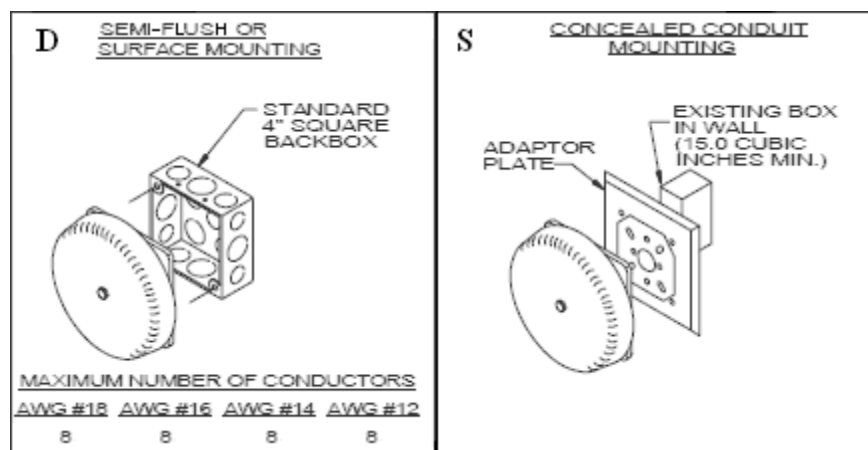 D
SEMI-FLUSH OR
SURFACE MOUNTING
STANDARD
4" SQUARE
BACKBOX
MAXIMUM NUMBER OF CONDUCTORS
AWG #18 AWG #16 AWG #14 AWG #12
8 8 8 8
S
CONCEALED CONDUIT
MOUNTING
EXISTING BOX
IN WALL
(15.0 CUBIC
INCHES MIN.)
ADAPTOR
PLATE